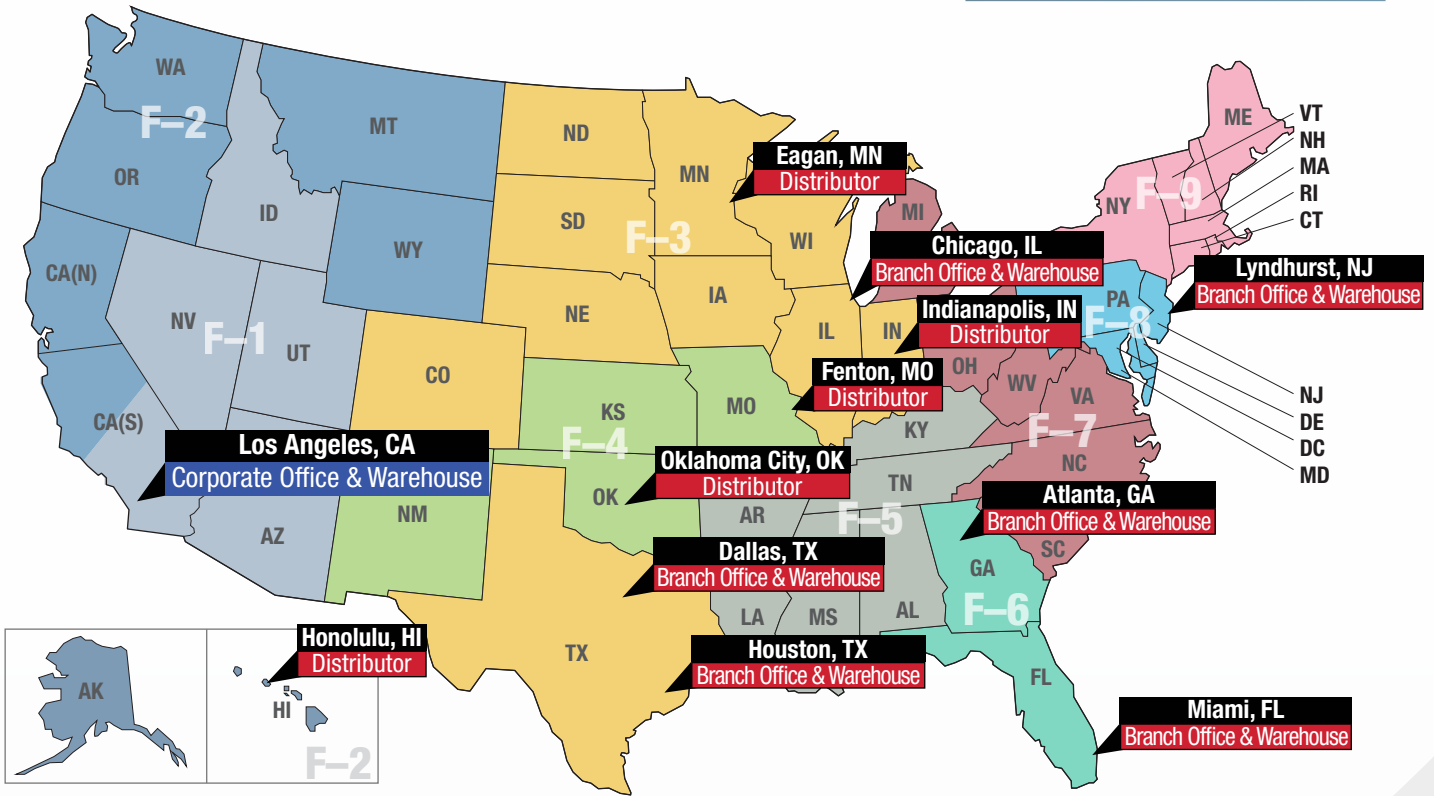 WA
F–2
OR
MT
ID
WY
CA(N)
NV
F–1
UT
CA(S)
AZ
CO
NM
ND
MN
SD
F–3
WI
NE
IA
IL
IN
KS
MO
F–4
OK
TX
AR
F–5
LA
MS
AL
KY
TN
MI
OH
WV
VA
F–7
NC
SC
GA
F–6
FL
ME
NY
F–9
PA
F–8
VT
NH
MA
RI
CT
NJ
DE
DC
MD
Eagan, MN
Distributor
Chicago, IL
Branch Office & Warehouse
Lyndhurst, NJ
Branch Office & Warehouse
Indianapolis, IN
Distributor
Fenton, MO
Distributor
Los Angeles, CA
Corporate Office & Warehouse
Oklahoma City, OK
Distributor
Atlanta, GA
Branch Office & Warehouse
Dallas, TX
Branch Office & Warehouse
Honolulu, HI
Distributor
Houston, TX
Branch Office & Warehouse
Miami, FL
Branch Office & Warehouse
AK
HI
F–2